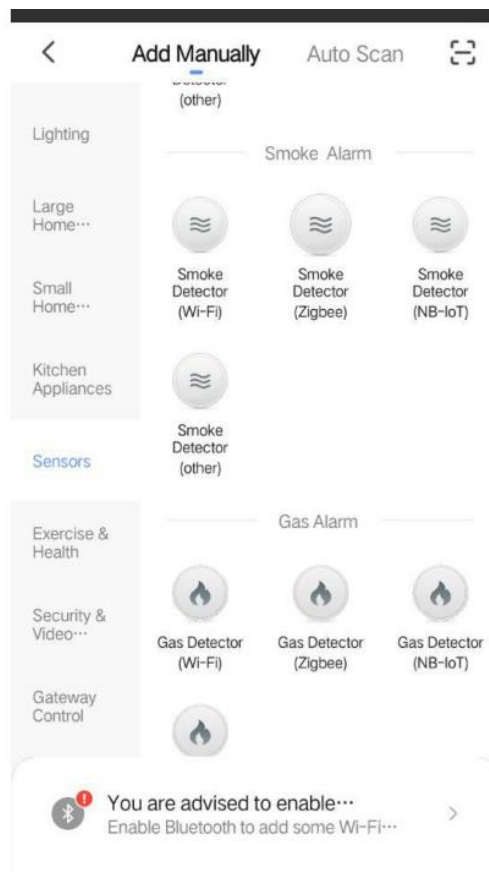 Add Manually
Auto Scan
(other)
Lighting
Smoke Alarm
Large
Home···
Smoke
Detector
(Wi-Fi)
Smoke
Detector
(Zigbee)
Smoke
Detector
(NB-IoT)
Small
Home···
Kitchen
Appliances
Smoke
Detector
(other)
Sensors
Gas Alarm
Exercise &
Health
Gas Detector
(Wi-Fi)
Gas Detector
(Zigbee)
Gas Detector
(NB-IoT)
Security &
Video···
Gateway
Control
You are advised to enable···
Enable Bluetooth to add some Wi-Fi···